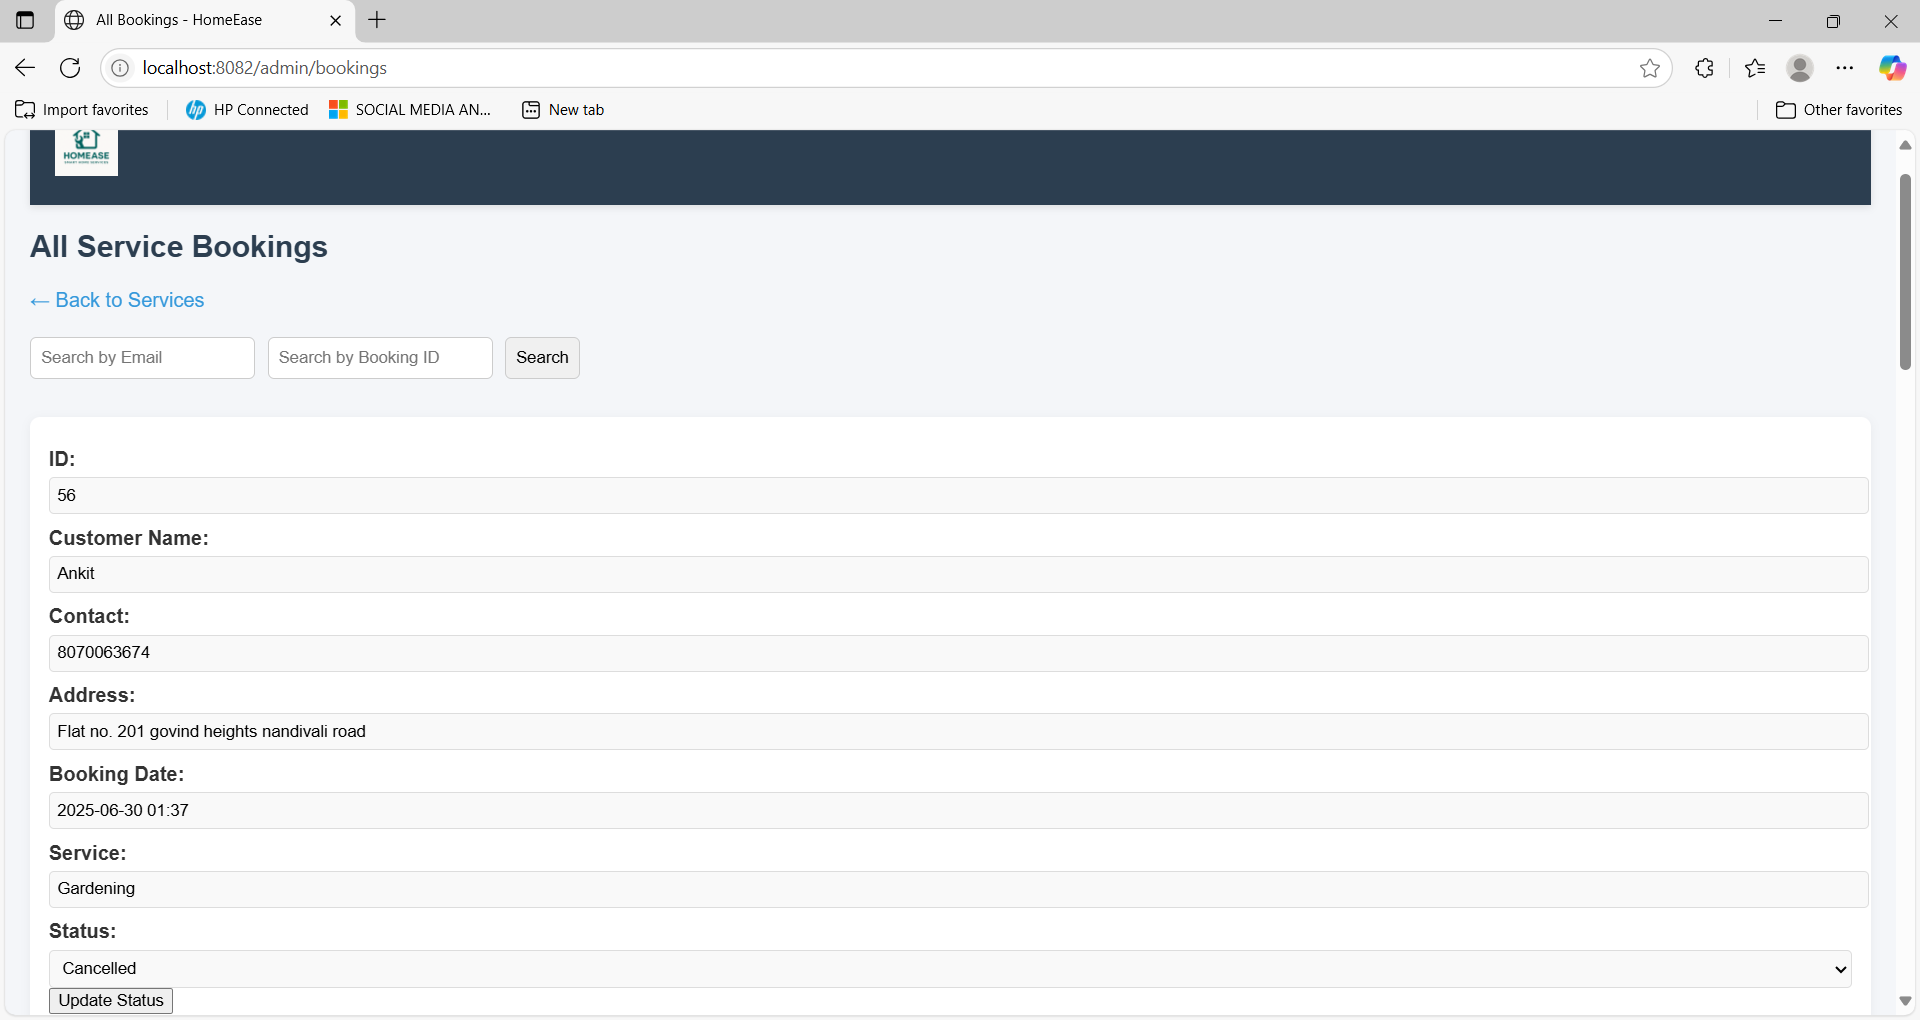 All Bookings - HomeEase
localhost:8082/admin/bookings
Import favorites
HP Connected
SOCIAL MEDIA AN...
New tab
Other favorites
HOMEASE
All Service Bookings
← Back to Services
Search by Email
Search by Booking ID
Search
ID:
56
Customer Name:
Ankit
Contact:
8070063674
Address:
Flat no. 201 govind heights nandivali road
Booking Date:
2025-06-30 01:37
Service:
Gardening
Status:
Cancelled
Update Status